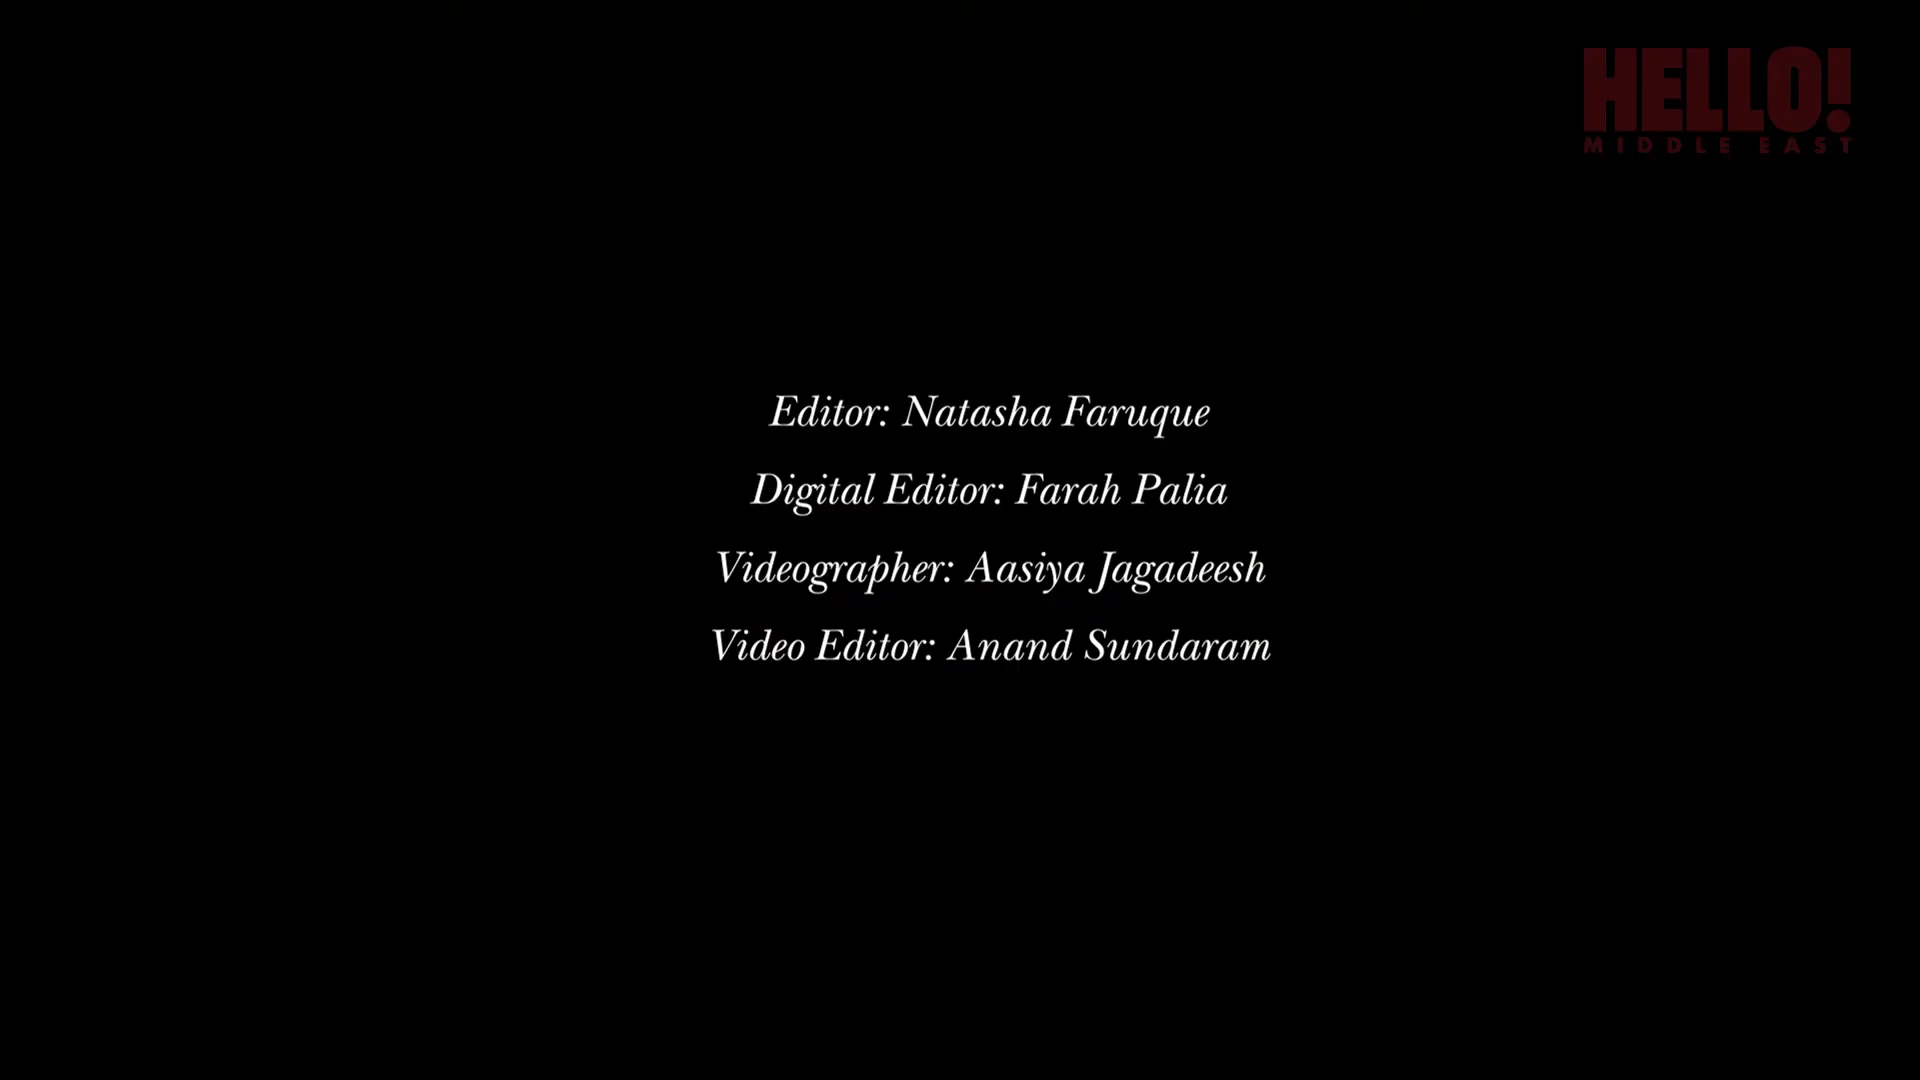 HELLO!
MIDDLE EAST
Editor: Natasha Faruque
Digital Editor: Farah Palia
Videographer: Aasiya Jagadeesh
Video Editor: Anand Sundaram